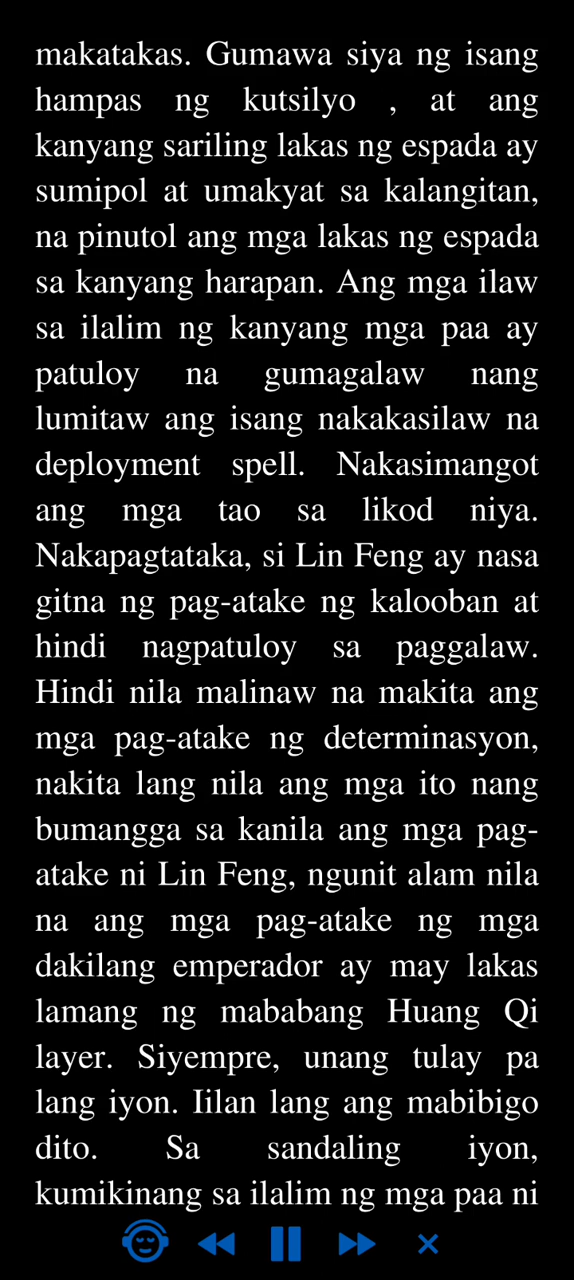 makatakas. Gumawa siya ng isang
hampas ng kutsilyo , at ang
kanyang sariling lakas ng espada ay
sumipol at umakyat sa kalangitan,
na pinutol ang mga lakas ng espada
sa kanyang harapan. Ang mga ilaw
sa ilalim ng kanyang mga paa ay
patuloy na gumagalaw nang
lumitaw ang isang nakakasilaw na
deployment spell. Nakasimangot
ang mga tao sa likod niya.
Nakapagtataka, si Lin Feng ay nasa
gitna ng pag-atake ng kalooban at
hindi nagpatuloy sa paggalaw.
Hindi nila malinaw na makita ang
mga pag-atake ng determinasyon,
nakita lang nila ang mga ito nang
bumangga sa kanila ang mga pag-
atake ni Lin Feng, ngunit alam nila
na ang mga pag-atake ng mga
dakilang emperador ay may lakas
lamang ng mababang Huang Qi
layer. Siyempre, unang tulay pa
lang iyon. Iilan lang ang mabibigo
dito. Sa sandaling iyon,
kumikinang sa ilalim ng mga paa ni